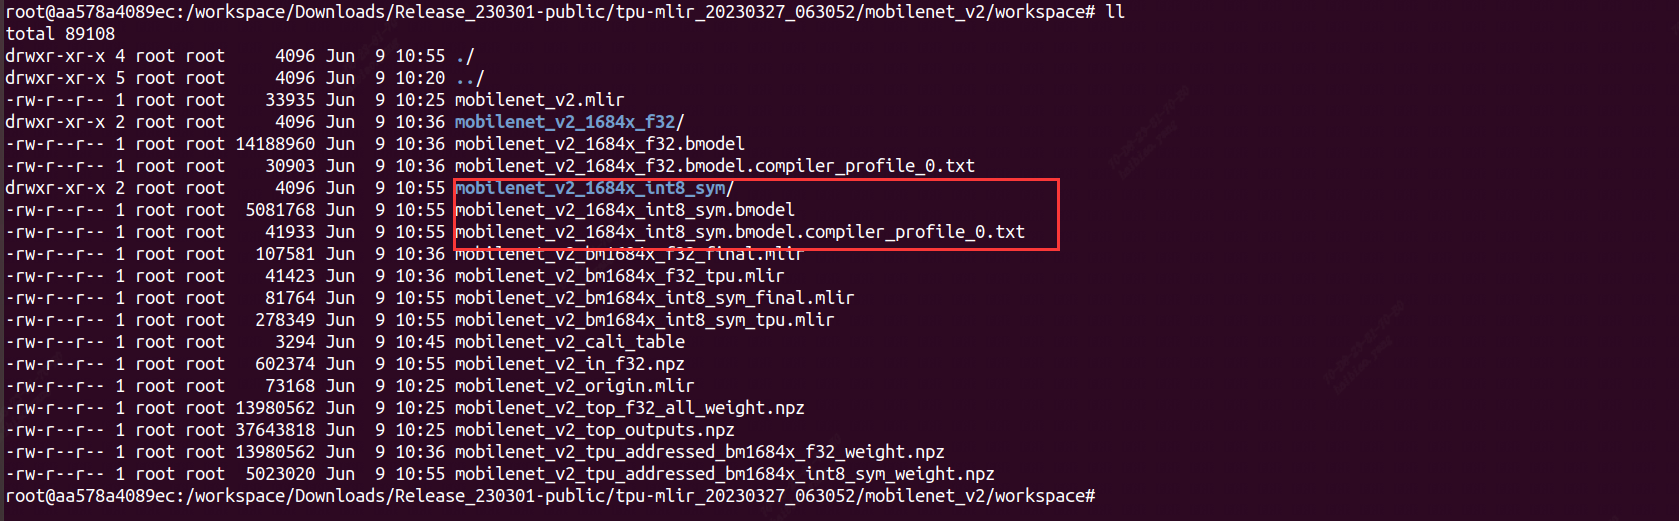 root@aa578a4089ec:/workspace/Downloads/Release_230301-public/tpu-mlir_20230327_063052/mobilenet_v2/workspace# ll
total 89108
drwxr-xr-x 4 root root     4096 Jun  9 10:55 ./
drwxr-xr-x 5 root root     4096 Jun  9 10:20 ../
-rw-r--r-- 1 root root    33935 Jun  9 10:25 mobilenet_v2.mlir
drwxr-xr-x 2 root root     4096 Jun  9 10:36 mobilenet_v2_1684x_f32/
-rw-r--r-- 1 root root 14188960 Jun  9 10:36 mobilenet_v2_1684x_f32.bmodel
-rw-r--r-- 1 root root    30903 Jun  9 10:36 mobilenet_v2_1684x_f32.bmodel.compiler_profile_0.txt
drwxr-xr-x 2 root root     4096 Jun  9 10:55 mobilenet_v2_1684x_int8_sym/
-rw-r--r-- 1 root root  5081768 Jun  9 10:55 mobilenet_v2_1684x_int8_sym.bmodel
-rw-r--r-- 1 root root    41933 Jun  9 10:55 mobilenet_v2_1684x_int8_sym.bmodel.compiler_profile_0.txt
-rw-r--r-- 1 root root   107581 Jun  9 10:36 mobilenet_v2_bm1684x_f32_final.mlir
-rw-r--r-- 1 root root    41423 Jun  9 10:36 mobilenet_v2_bm1684x_f32_tpu.mlir
-rw-r--r-- 1 root root    81764 Jun  9 10:55 mobilenet_v2_bm1684x_int8_sym_final.mlir
-rw-r--r-- 1 root root   278349 Jun  9 10:55 mobilenet_v2_bm1684x_int8_sym_tpu.mlir
-rw-r--r-- 1 root root     3294 Jun  9 10:45 mobilenet_v2_cali_table
-rw-r--r-- 1 root root   602374 Jun  9 10:55 mobilenet_v2_in_f32.npz
-rw-r--r-- 1 root root    73168 Jun  9 10:25 mobilenet_v2_origin.mlir
-rw-r--r-- 1 root root 13980562 Jun  9 10:25 mobilenet_v2_top_f32_all_weight.npz
-rw-r--r-- 1 root root 37643818 Jun  9 10:25 mobilenet_v2_top_outputs.npz
-rw-r--r-- 1 root root 13980562 Jun  9 10:36 mobilenet_v2_tpu_addressed_bm1684x_f32_weight.npz
-rw-r--r-- 1 root root  5023020 Jun  9 10:55 mobilenet_v2_tpu_addressed_bm1684x_int8_sym_weight.npz
root@aa578a4089ec:/workspace/Downloads/Release_230301-public/tpu-mlir_20230327_063052/mobilenet_v2/workspace#